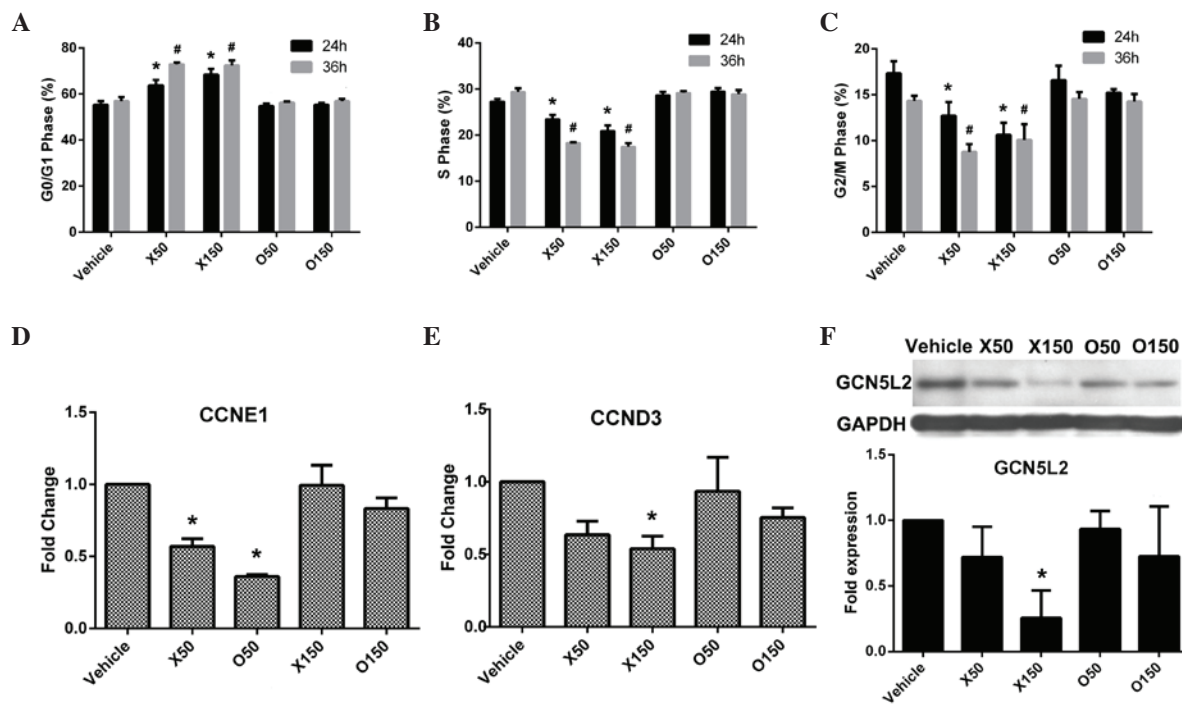 A
G0/G1 Phase (%)
80
60
40
20
0
*
#
*
#
24h
36h
Vehicle
X50
X150
O50
O150
B
S Phase (%)
40
30
20
10
0
*
#
*
#
24h
36h
Vehicle
X50
X150
O50
O150
C
G2/M Phase (%)
20
15
10
5
0
*
#
*
#
24h
36h
Vehicle
X50
X150
O50
O150
D
CCNE1
Fold Change
1.5
1.0
0.5
0.0
*
*
Vehicle
X50
O50
X150
O150
E
CCND3
Fold Change
1.5
1.0
0.5
0.0
*
Vehicle
X50
X150
O50
O150
F
Vehicle X50 X150 O50 O150
GCN5L2
GAPDH
GCN5L2
Fold expression
1.5
1.0
0.5
0.0
*
Vehicle
X50
X150
O50
O150